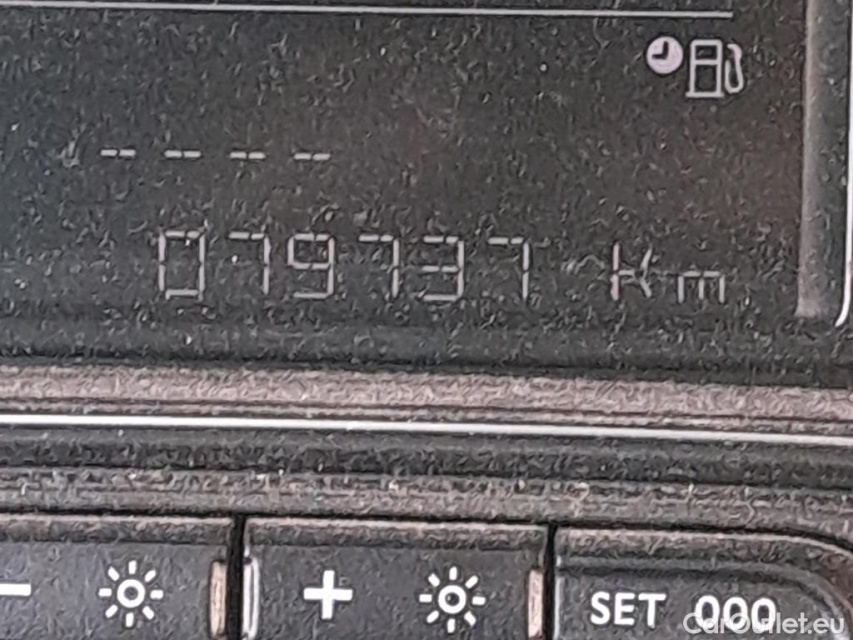 - - - -
079737 Km
- + SET 000
CarOutlet.eu